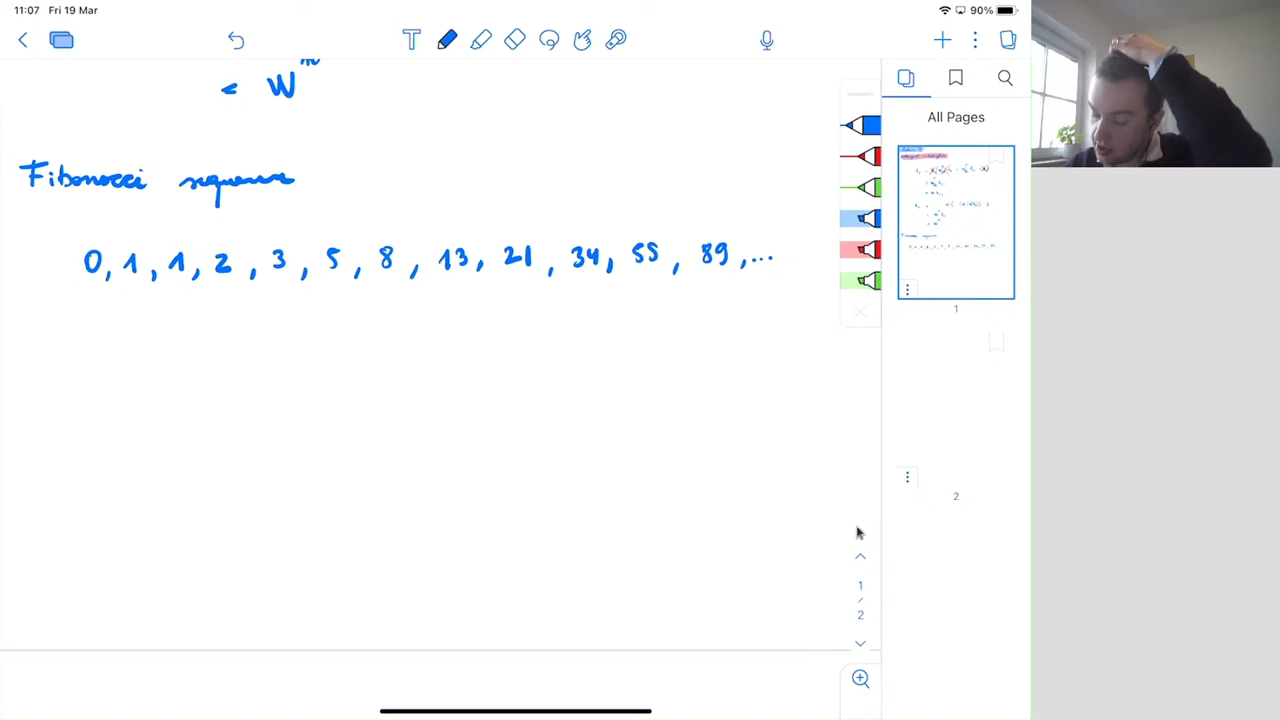 11:07 Fri 19 Mar
90%
< W
Fibonacci sequence
0, 1, 1, 2, 3, 5, 8, 13, 21, 34, 55, 89, ...
T
All Pages
1
2
1
/
2